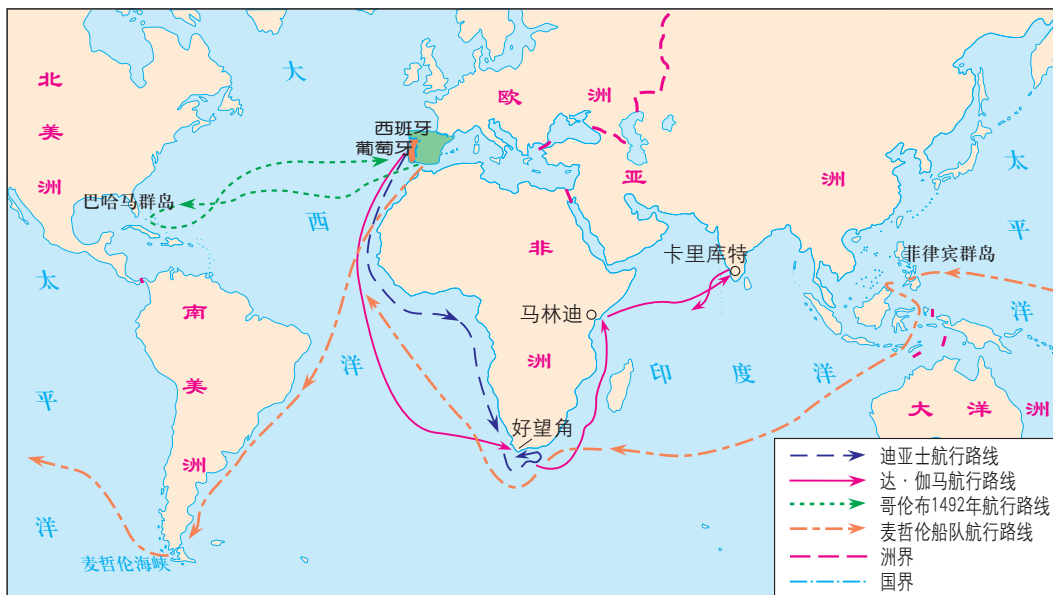 北美洲
大西洋
欧洲
亚洲
西班牙
葡萄牙
巴哈马群岛
太平洋
非洲
卡里库特
菲律宾群岛
太平洋
马林迪
南美洲
印度洋
大洋洲
好望角
麦哲伦海峡
迪亚士航行路线
达·伽马航行路线
哥伦布1492年航行路线
麦哲伦船队航行路线
洲界
国界